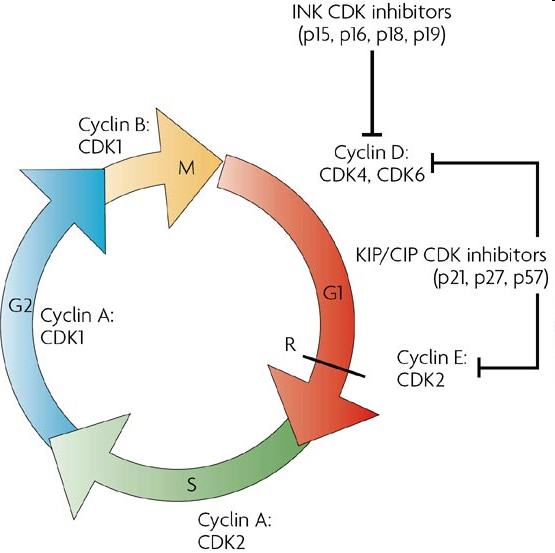 INK CDK inhibitors
(p15, p16, p18, p19)
Cyclin B:
CDK1
M
Cyclin D:
CDK4, CDK6
KIP/CIP CDK inhibitors
(p21, p27, p57)
G1
G2
Cyclin A:
CDK1
R
Cyclin E:
CDK2
S
Cyclin A:
CDK2